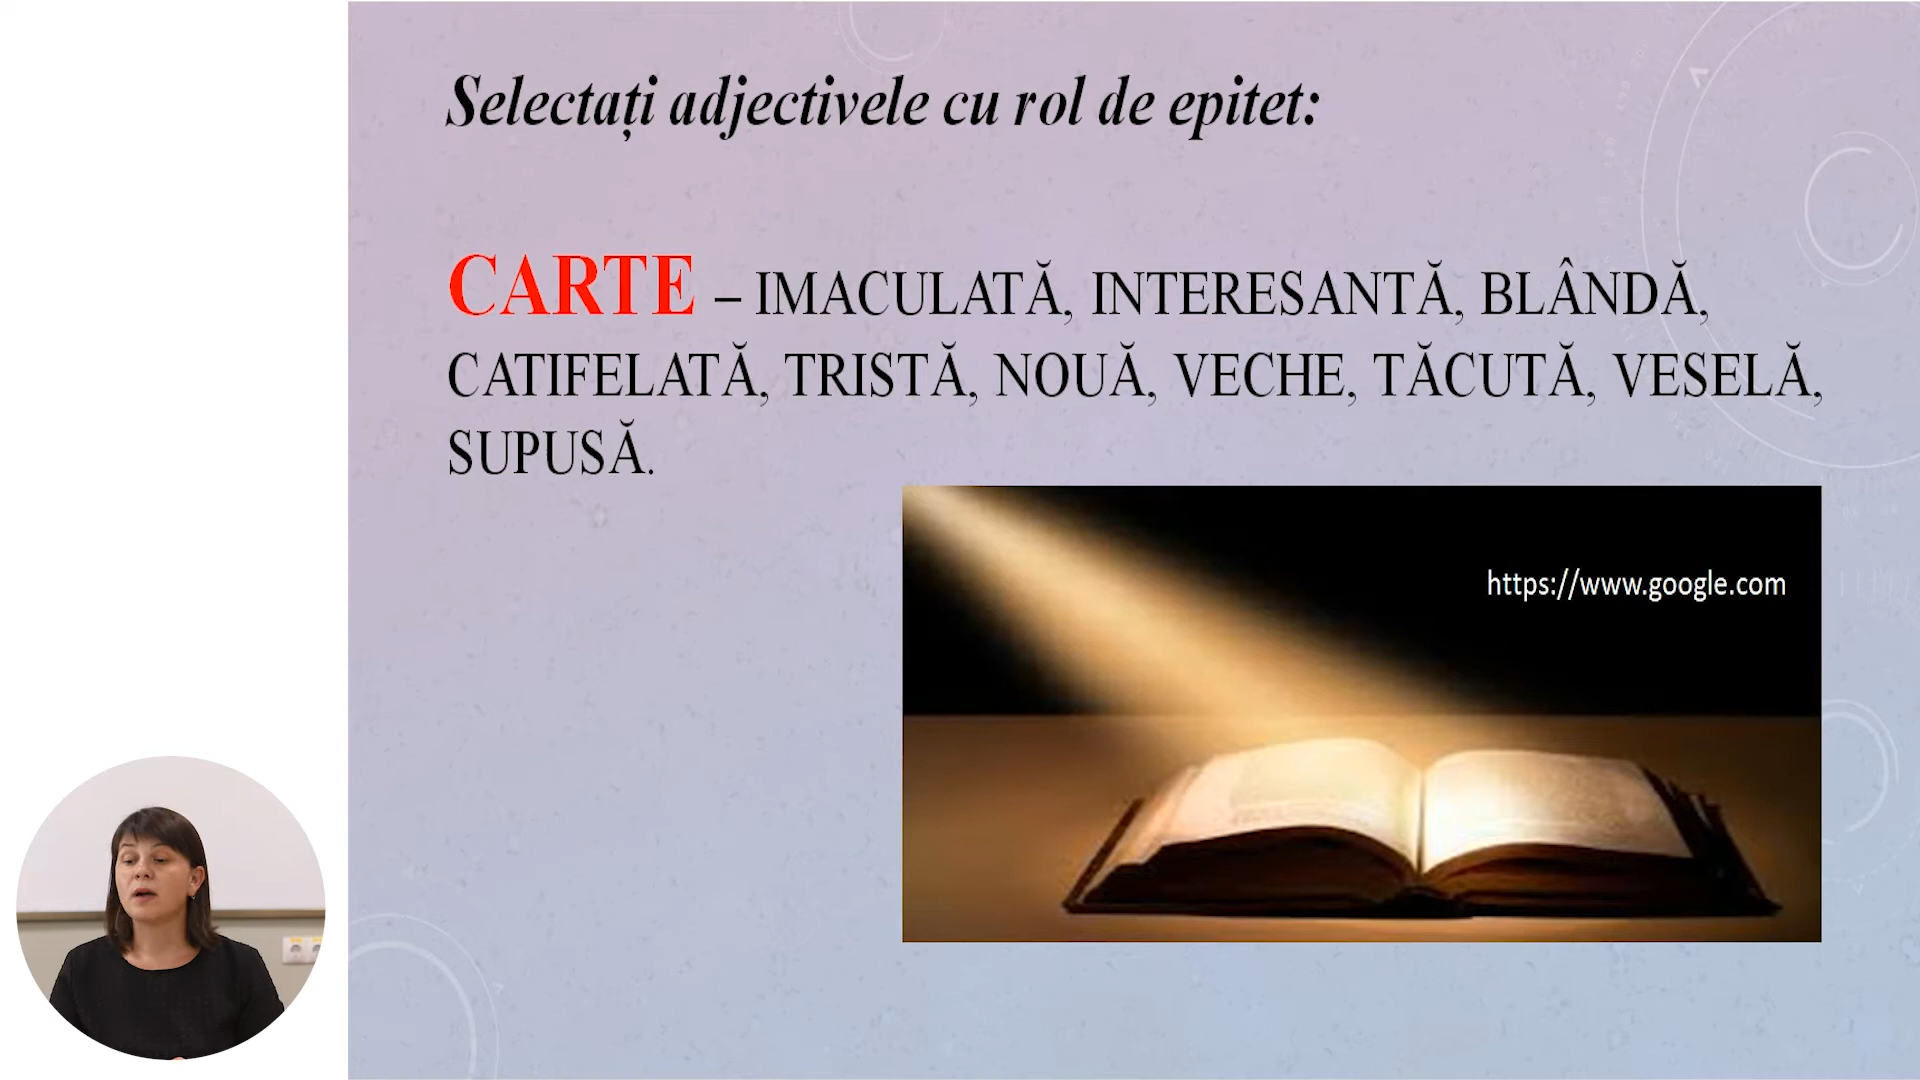 Selectați adjectivele cu rol de epitet:
CARTE – IMACULATĂ, INTERESANTĂ, BLÂNDĂ,
CATIFELATĂ, TRISTĂ, NOUĂ, VECHE, TĂCUTĂ, VESELĂ,
SUPUSĂ.
https://www.google.com